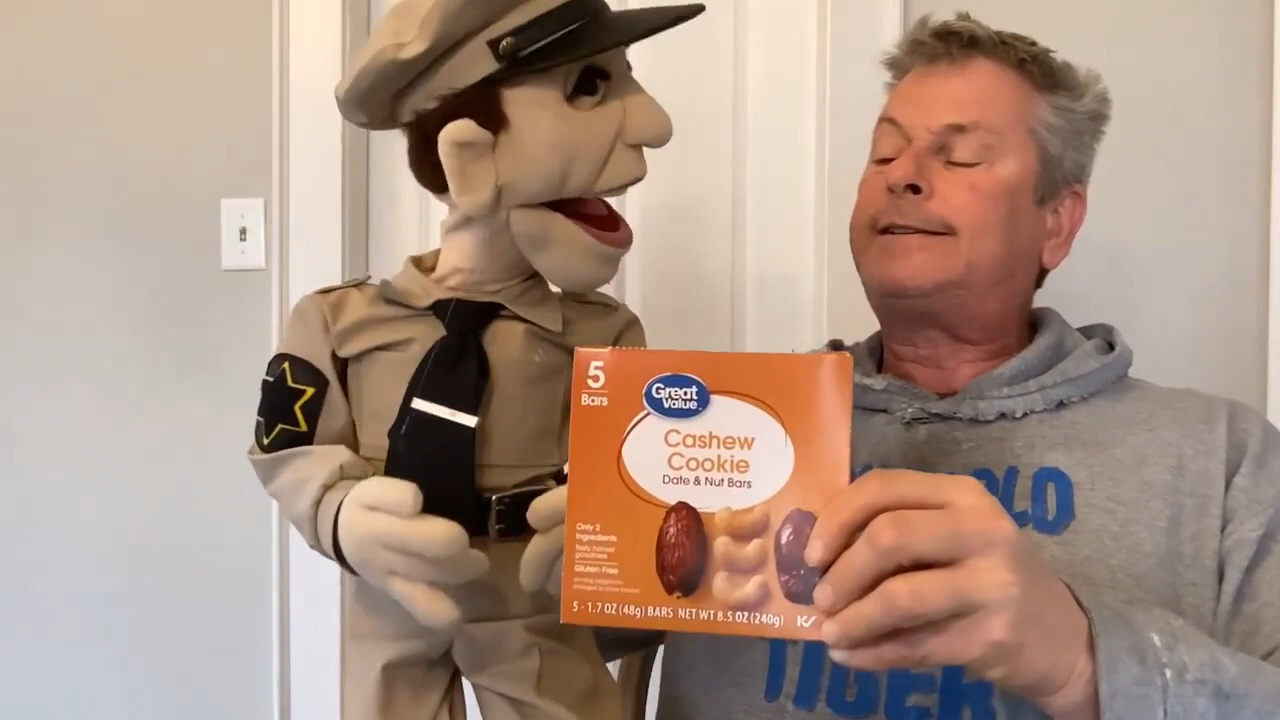 5
Bars
Great
Value
Cashew
Cookie
Date & Nut Bars
Only 2
Ingredients
Gluten-Free
5 - 1.7 OZ (48g) BARS NET WT 8.5 OZ (240g)
OLD
TIGER